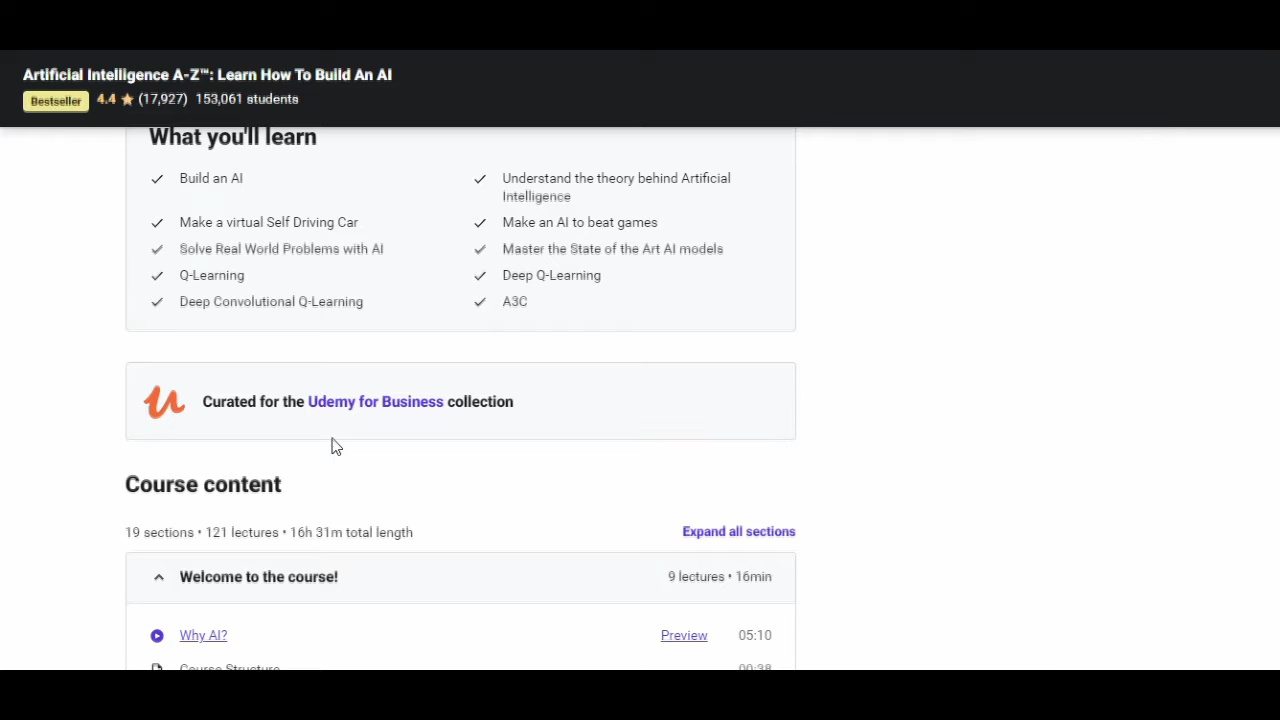 Artificial Intelligence A-Z™: Learn How To Build An AI
Bestseller 4.4 (17,927) 153,061 students
What you'll learn
Build an AI
Understand the theory behind Artificial
Intelligence
Make a virtual Self Driving Car
Make an AI to beat games
Solve Real World Problems with AI
Master the State of the Art AI models
Q-Learning
Deep Q-Learning
Deep Convolutional Q-Learning
A3C
Curated for the Udemy for Business collection
Course content
19 sections • 121 lectures • 16h 31m total length
Expand all sections
Welcome to the course!
9 lectures • 16min
Why AI?
Preview
05:10
Course Structure
00:38